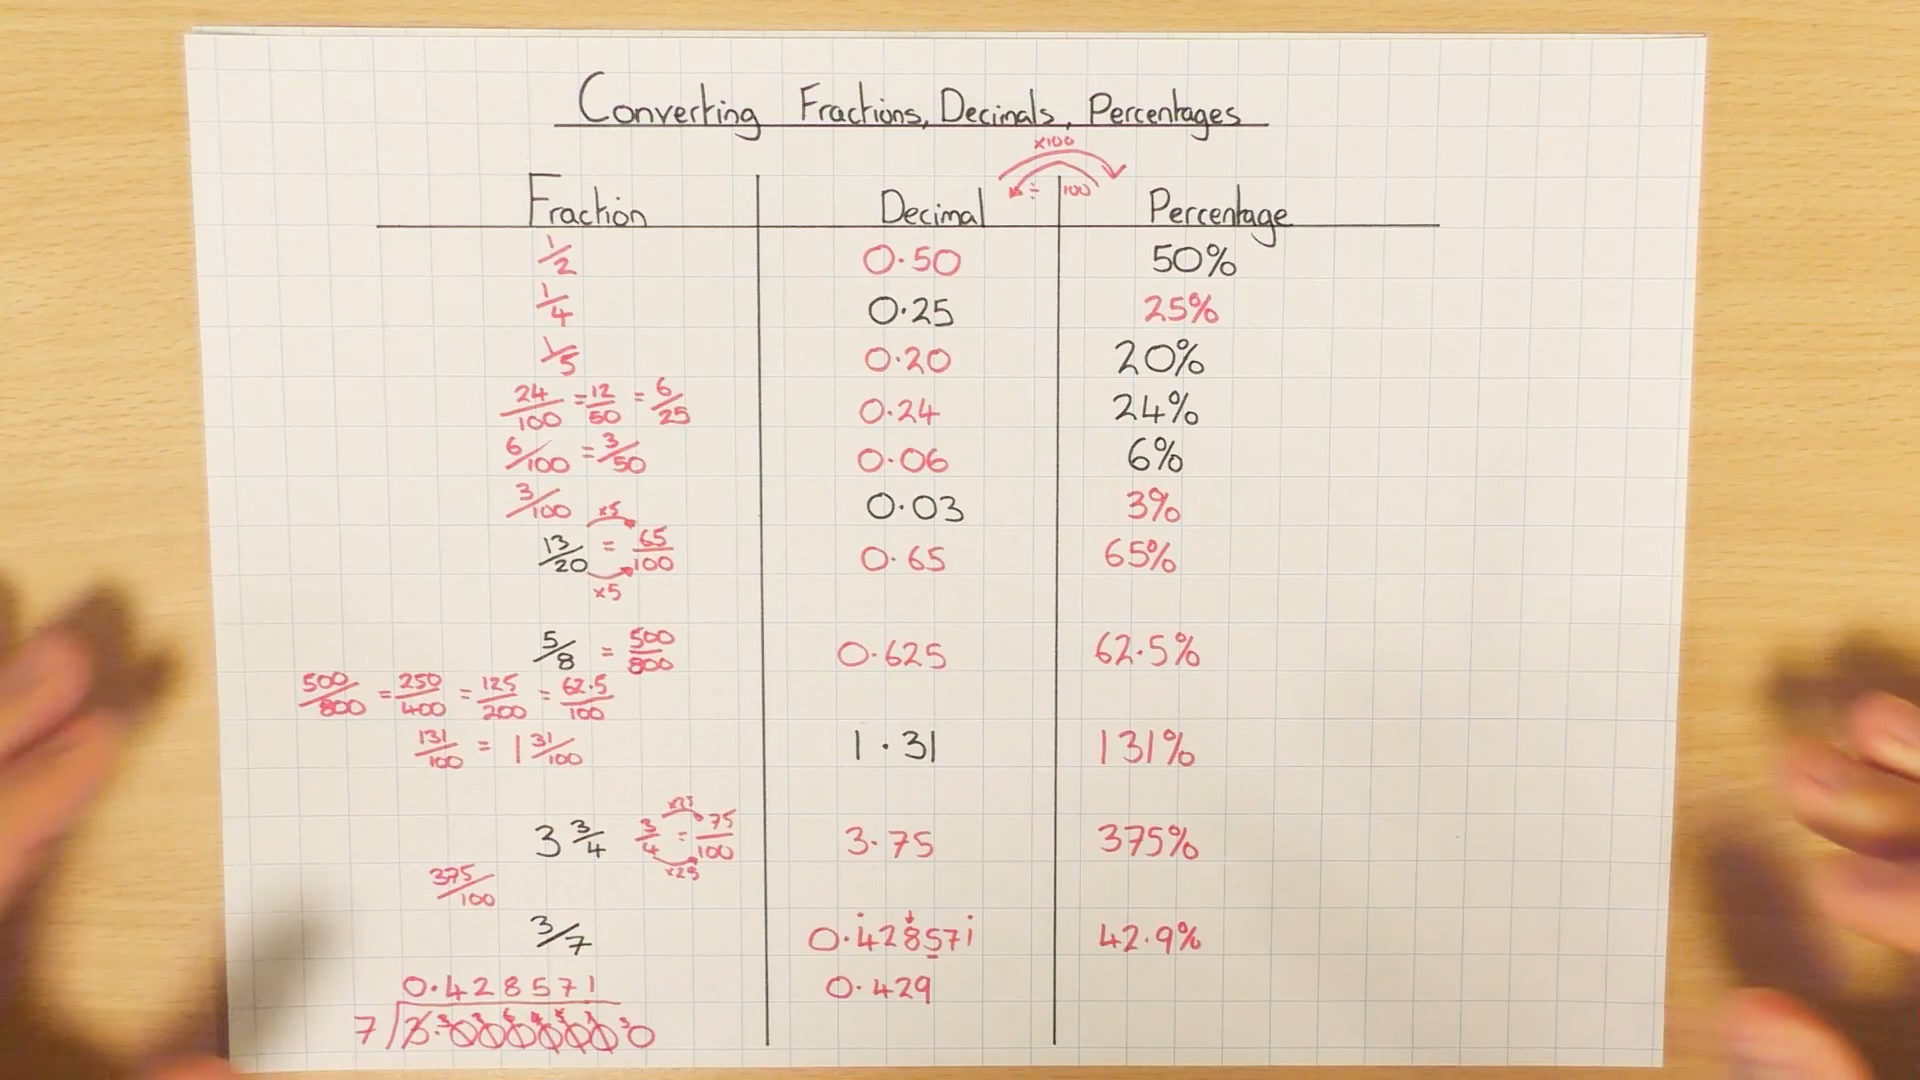 Converting Fractions, Decimals, Percentages
×100
÷ 100
Fraction Decimal Percentage
1/2 0.50 50%
1/4 0.25 25%
1/5 0.20 20%
24/100 = 12/50 = 6/25 0.24 24%
6/100 = 3/50 0.06 6%
3/100 0.03 3%
×5
13/20 = 65/100 0.65 65%
×5
5/8 = 500/800 0.625 62.5%
500/800 = 250/400 = 125/200 = 62.5/100
131/100 = 1 31/100 1.31 131%
×25
3 3/4 3/4 = 75/100 3.75 375%
×25
375/100
3/7 0.4̇28571̇ 42.9%
0.428571 0.429
7